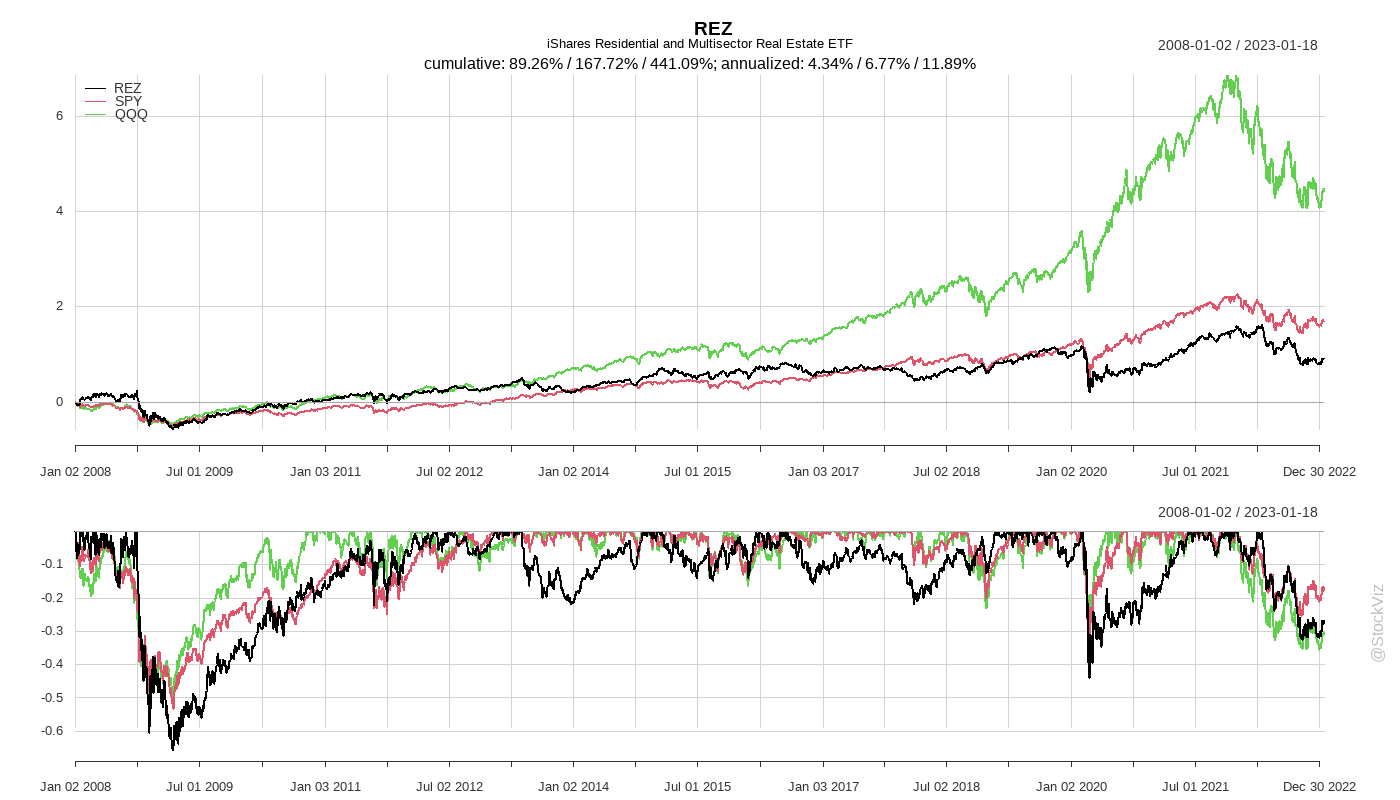 REZ
iShares Residential and Multisector Real Estate ETF
2008-01-02 / 2023-01-18
cumulative: 89.26% / 167.72% / 441.09%; annualized: 4.34% / 6.77% / 11.89%
REZ
SPY
QQQ
6
4
2
0
Jan 02 2008 Jul 01 2009 Jan 03 2011 Jul 02 2012 Jan 02 2014 Jul 01 2015 Jan 03 2017 Jul 02 2018 Jan 02 2020 Jul 01 2021 Dec 30 2022
2008-01-02 / 2023-01-18
-0.1
-0.2
-0.3
-0.4
-0.5
-0.6
Jan 02 2008 Jul 01 2009 Jan 03 2011 Jul 02 2012 Jan 02 2014 Jul 01 2015 Jan 03 2017 Jul 02 2018 Jan 02 2020 Jul 01 2021 Dec 30 2022
@StockViz